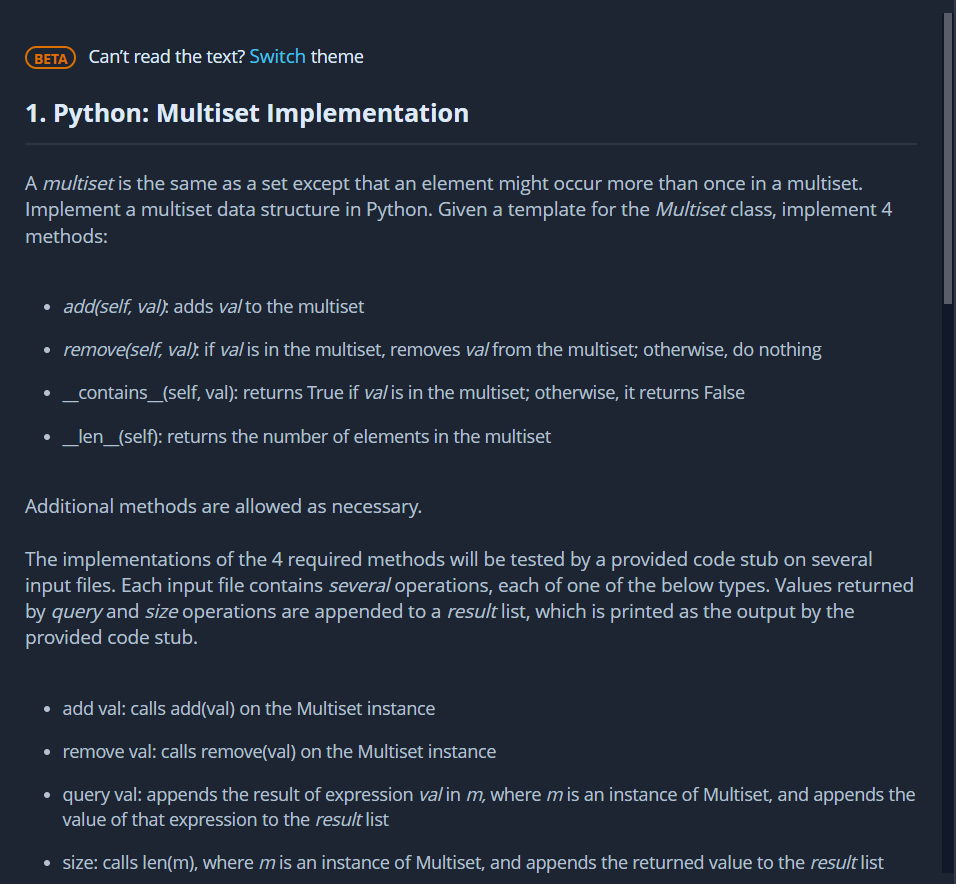 BETA Can't read the text? Switch theme
1. Python: Multiset Implementation
A multiset is the same as a set except that an element might occur more than once in a multiset.
Implement a multiset data structure in Python. Given a template for the Multiset class, implement 4
methods:
• add(self, val): adds val to the multiset
• remove(self, val): if val is in the multiset, removes val from the multiset; otherwise, do nothing
• __contains__(self, val): returns True if val is in the multiset; otherwise, it returns False
• __len__(self): returns the number of elements in the multiset
Additional methods are allowed as necessary.
The implementations of the 4 required methods will be tested by a provided code stub on several
input files. Each input file contains several operations, each of one of the below types. Values returned
by query and size operations are appended to a result list, which is printed as the output by the
provided code stub.
• add val: calls add(val) on the Multiset instance
• remove val: calls remove(val) on the Multiset instance
• query val: appends the result of expression val in m, where m is an instance of Multiset, and appends the
value of that expression to the result list
• size: calls len(m), where m is an instance of Multiset, and appends the returned value to the result list